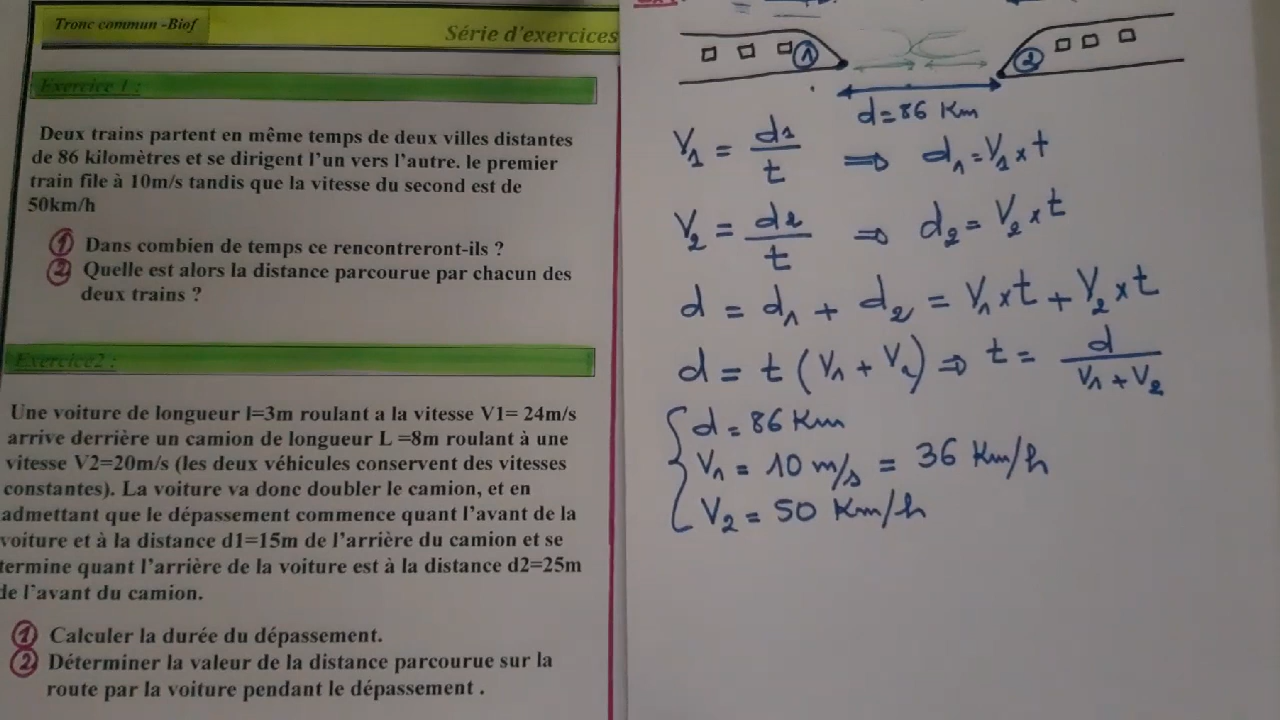 Tronc commun -Biof
Série d'exercices
Exercice 1 :
Deux trains partent en même temps de deux villes distantes
de 86 kilomètres et se dirigent l'un vers l'autre. le premier
train file à 10m/s tandis que la vitesse du second est de
50km/h
1 Dans combien de temps ce rencontreront-ils ?
2 Quelle est alors la distance parcourue par chacun des
deux trains ?
Exercice2 :
Une voiture de longueur l=3m roulant a la vitesse V1= 24m/s
arrive derrière un camion de longueur L =8m roulant à une
vitesse V2=20m/s (les deux véhicules conservent des vitesses
constantes). La voiture va donc doubler le camion, et en
admettant que le dépassement commence quant l'avant de la
voiture et à la distance d1=15m de l'arrière du camion et se
termine quant l'arrière de la voiture est à la distance d2=25m
de l'avant du camion.
1 Calculer la durée du dépassement.
2 Déterminer la valeur de la distance parcourue sur la
route par la voiture pendant le dépassement .
1 2
d = 86 Km
V₁ = d₁/t ⇒ d₁ = V₁ × t
V₂ = d₂/t ⇒ d₂ = V₂ × t
d = d₁ + d₂ = V₁ × t + V₂ × t
d = t (V₁ + V₂) ⇒ t = d/(V₁ + V₂)
d = 86 Km
V₁ = 10 m/s = 36 Km/h
V₂ = 50 Km/h